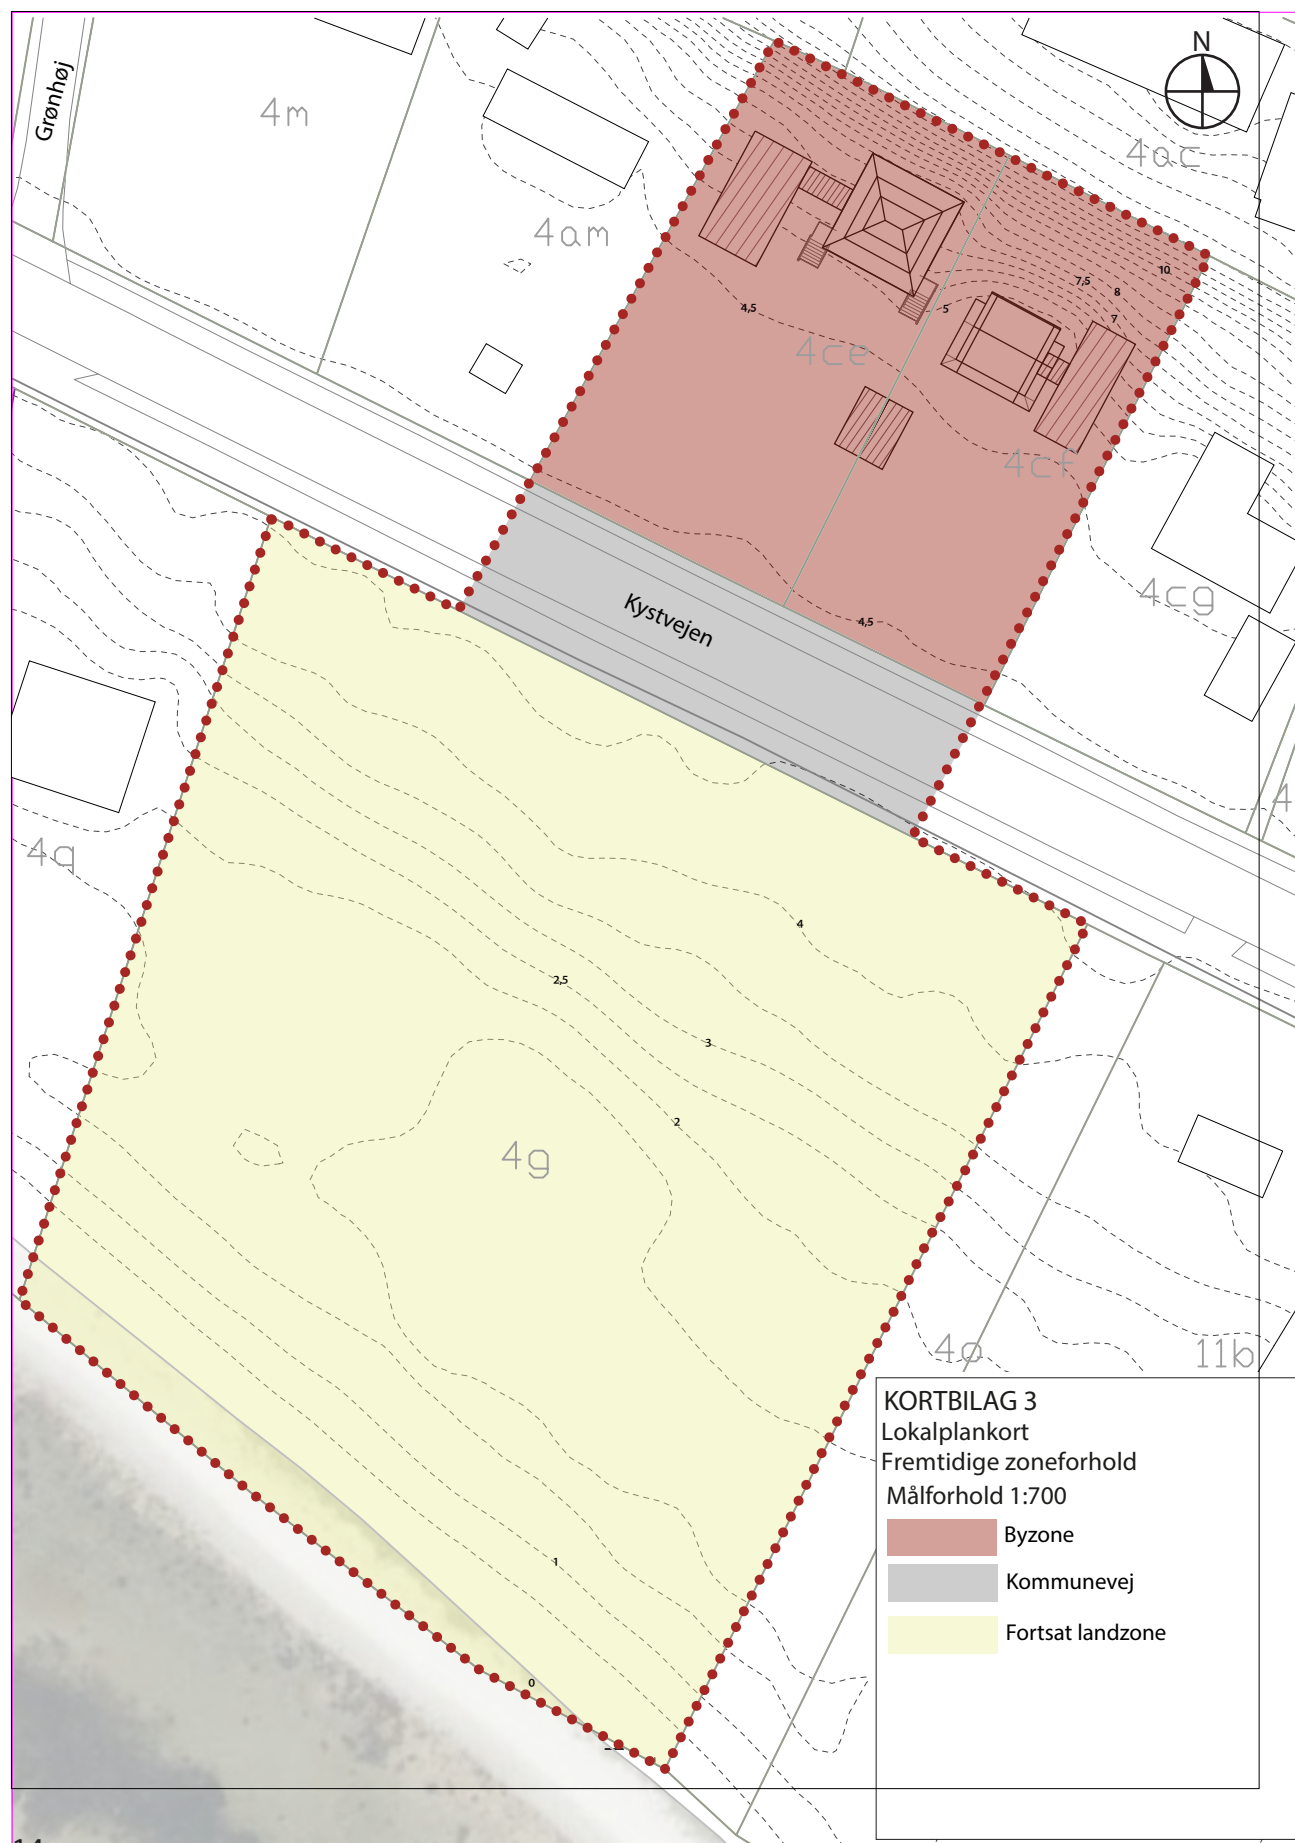 N
Grønhøj
4m
4ac
4am
10
7,5
8
4,5
5
7
4ce
4cf
4cg
Kystvejen
4,5
4
4q
4
2,5
3
2
4g
4o
11b
KORTBILAG 3
Lokalplankort
Fremtidige zoneforhold
Målforhold 1:700
Byzone
Kommunevej
Fortsat landzone
1
0